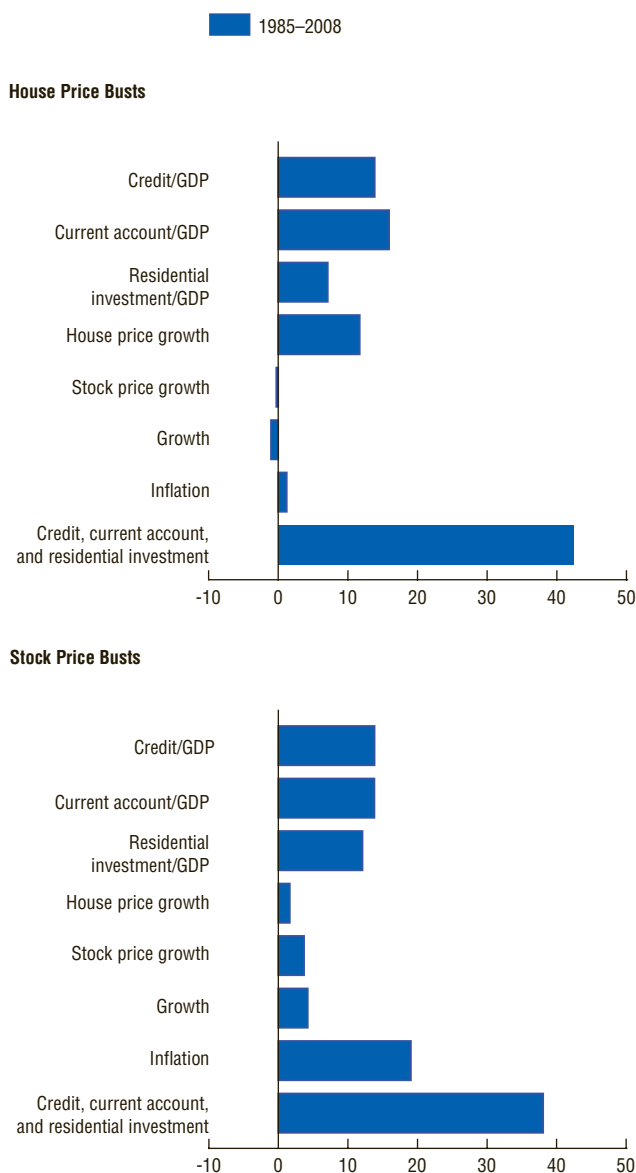 1985–2008
House Price Busts
Credit/GDP
Current account/GDP
Residential
investment/GDP
House price growth
Stock price growth
Growth
Inflation
Credit, current account,
and residential investment
-10 0 10 20 30 40 50
Stock Price Busts
Credit/GDP
Current account/GDP
Residential
investment/GDP
House price growth
Stock price growth
Growth
Inflation
Credit, current account,
and residential investment
-10 0 10 20 30 40 50